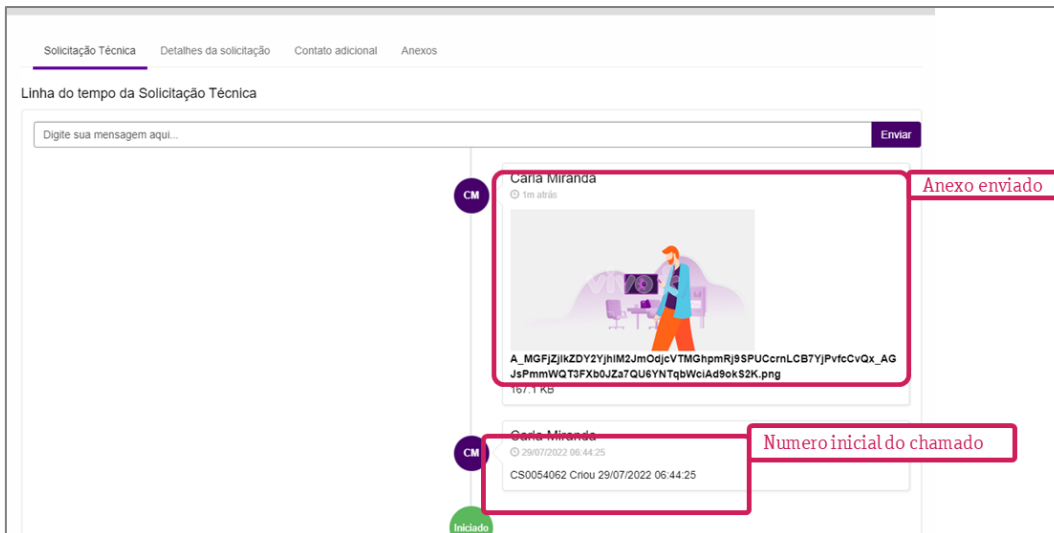 Solicitação Técnica Detalhes da solicitação Contato adicional Anexos
Linha do tempo da Solicitação Técnica
Digite sua mensagem aqui...
Enviar
CM
Carla Miranda
1m atrás
Anexo enviado
vivo
A_MGFjZjlkZDY2YjhlM2JmOdjcVTMGhpmRj9SPUCcrnLCB7YjPvfcCvQx_AG
JsPmmWQT3FXb0JZa7QU6YNTqbWciAd9okS2K.png
167.1 KB
CM
Carla Miranda
29/07/2022 06:44:25
CS0054062 Criou 29/07/2022 06:44:25
Numero inicial do chamado
Iniciado